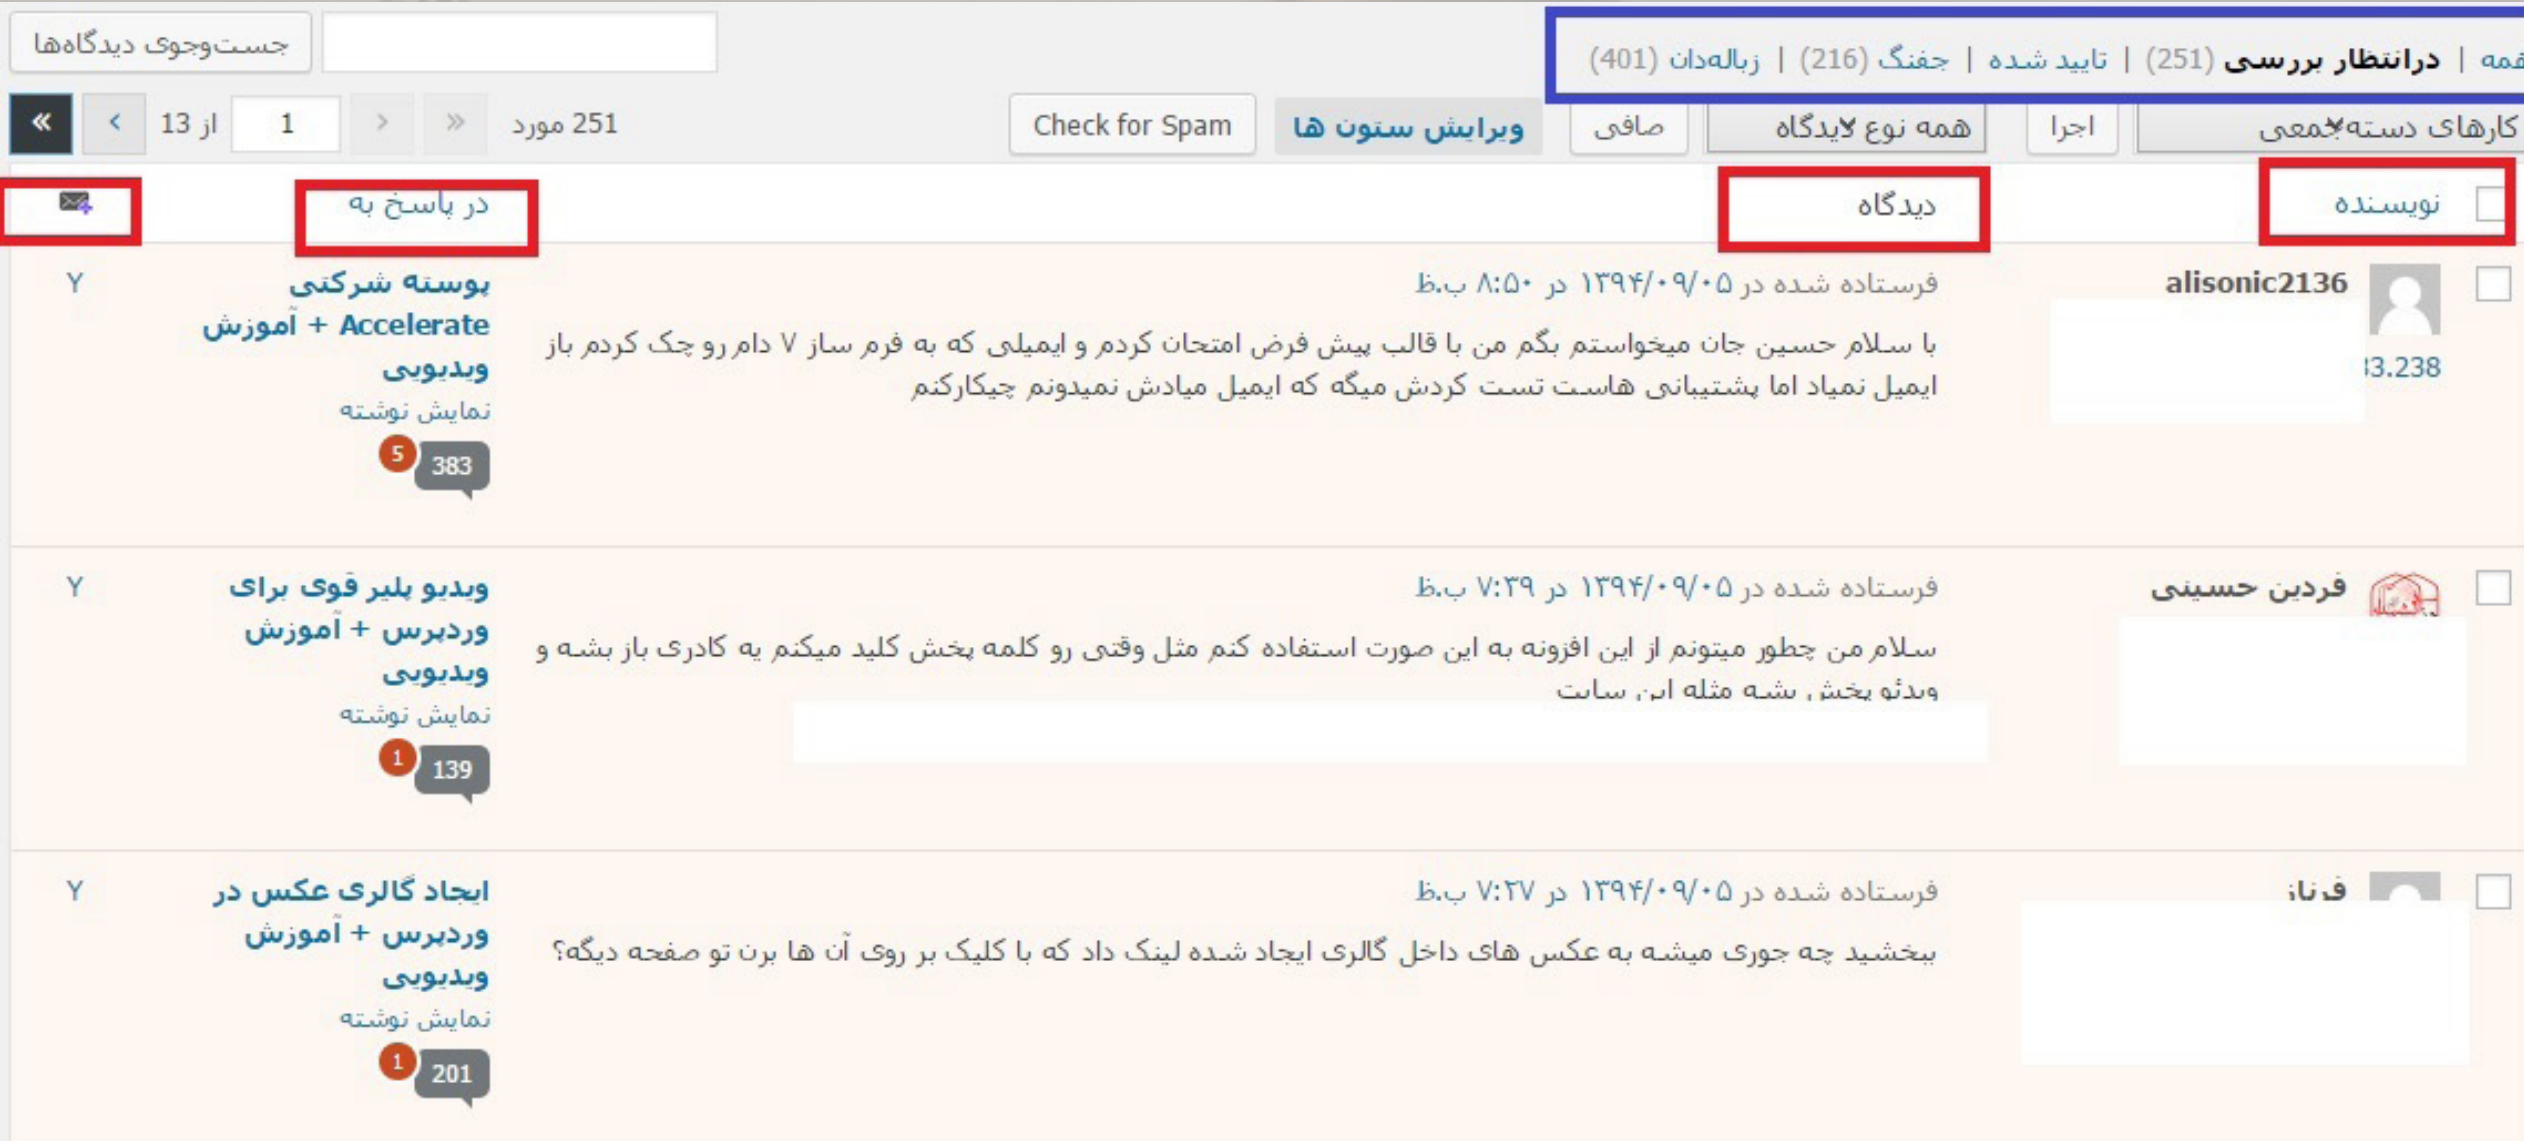 همه | درانتظار بررسی (251) | تایید شده | جفنگ (216) | زباله‌دان (401)
جست‌وجوی دیدگاه‌ها
کارهای دسته‌جمعی اجرا همه نوع دیدگاه صافی ویرایش ستون ها Check for Spam
251 مورد » › 1 از 13 ‹ «
نویسنده دیدگاه در پاسخ به
alisonic2136
33.238
فرستاده شده در ۱۳۹۴/۰۹/۰۵ در ۸:۵۰ ب.ظ
با سلام حسین جان میخواستم بگم من با قالب پیش فرض امتحان کردم و ایمیلی که به فرم ساز ۷ دام رو چک کردم باز
ایمیل نمیاد اما پشتیبانی هاست تست کردش میگه که ایمیل میادش نمیدونم چیکارکنم
پوسته شرکتی
Accelerate + آموزش
ویدیویی
نمایش نوشته
383 5
Y
فردین حسینی
فرستاده شده در ۱۳۹۴/۰۹/۰۵ در ۷:۳۹ ب.ظ
سلام من چطور میتونم از این افزونه به این صورت استفاده کنم مثل وقتی رو کلمه پخش کلید میکنم یه کادری باز بشه و
ویدئو پخش بشه مثله این سایت
ویدیو پلیر قوی برای
وردپرس + آموزش
ویدیویی
نمایش نوشته
139 1
Y
فرناز
فرستاده شده در ۱۳۹۴/۰۹/۰۵ در ۷:۲۷ ب.ظ
ببخشید چه جوری میشه به عکس های داخل گالری ایجاد شده لینک داد که با کلیک بر روی آن ها برن تو صفحه دیگه؟
ایجاد گالری عکس در
وردپرس + آموزش
ویدیویی
نمایش نوشته
201 1
Y